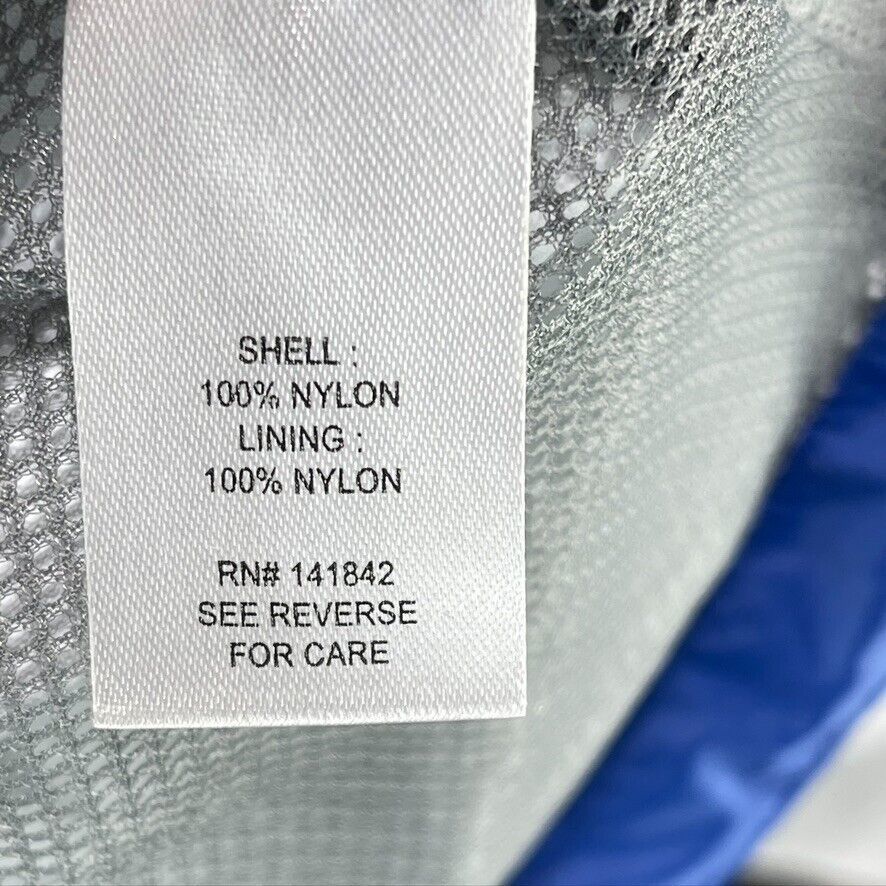 SHELL :
100% NYLON
LINING :
100% NYLON
RN# 141842
SEE REVERSE
FOR CARE